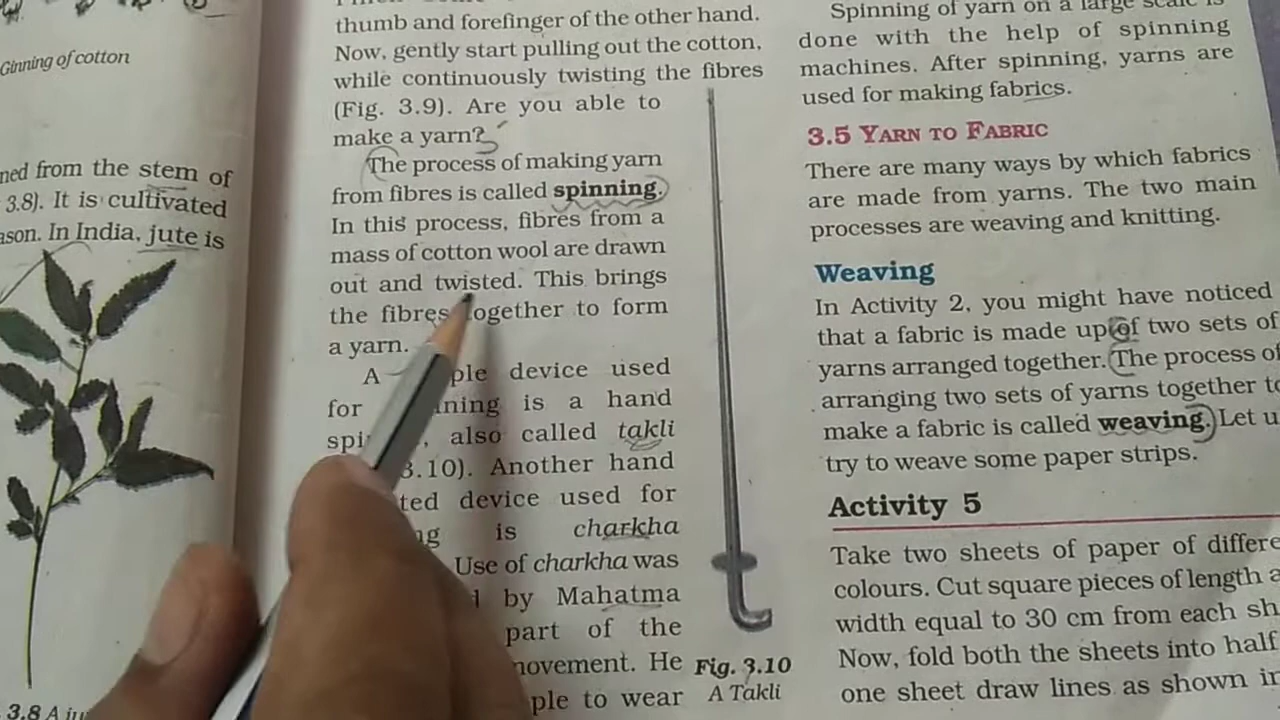 Ginning of cotton
ned from the stem of
3.8). It is cultivated
ason. In India, jute is
3.8 A
thumb and forefinger of the other hand.
Now, gently start pulling out the cotton,
while continuously twisting the fibres
(Fig. 3.9). Are you able to
make a yarn?
The process of making yarn
from fibres is called spinning.
In this process, fibres from a
mass of cotton wool are drawn
out and twisted. This brings
the fibres together to form
a yarn.
A ple device used
for ning is a hand
spi , also called takli
3.10). Another hand
ted device used for
ng is charkha
Use of charkha was
by Mahatma
part of the
movement. He
ple to wear
Fig. 3.10
A Takli
Spinning of yarn on a large scale is
done with the help of spinning
machines. After spinning, yarns are
used for making fabrics.
3.5 YARN TO FABRIC
There are many ways by which fabrics
are made from yarns. The two main
processes are weaving and knitting.
Weaving
In Activity 2, you might have noticed
that a fabric is made up of two sets of
yarns arranged together. The process of
arranging two sets of yarns together to
make a fabric is called weaving. Let u
try to weave some paper strips.
Activity 5
Take two sheets of paper of differe
colours. Cut square pieces of length a
width equal to 30 cm from each sh
Now, fold both the sheets into half
one sheet draw lines as shown in